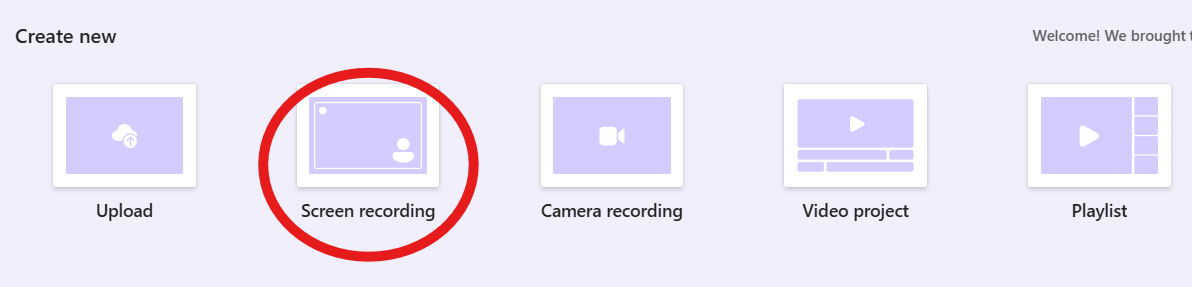 Create new
Welcome! We brought
Upload
Screen recording
Camera recording
Video project
Playlist